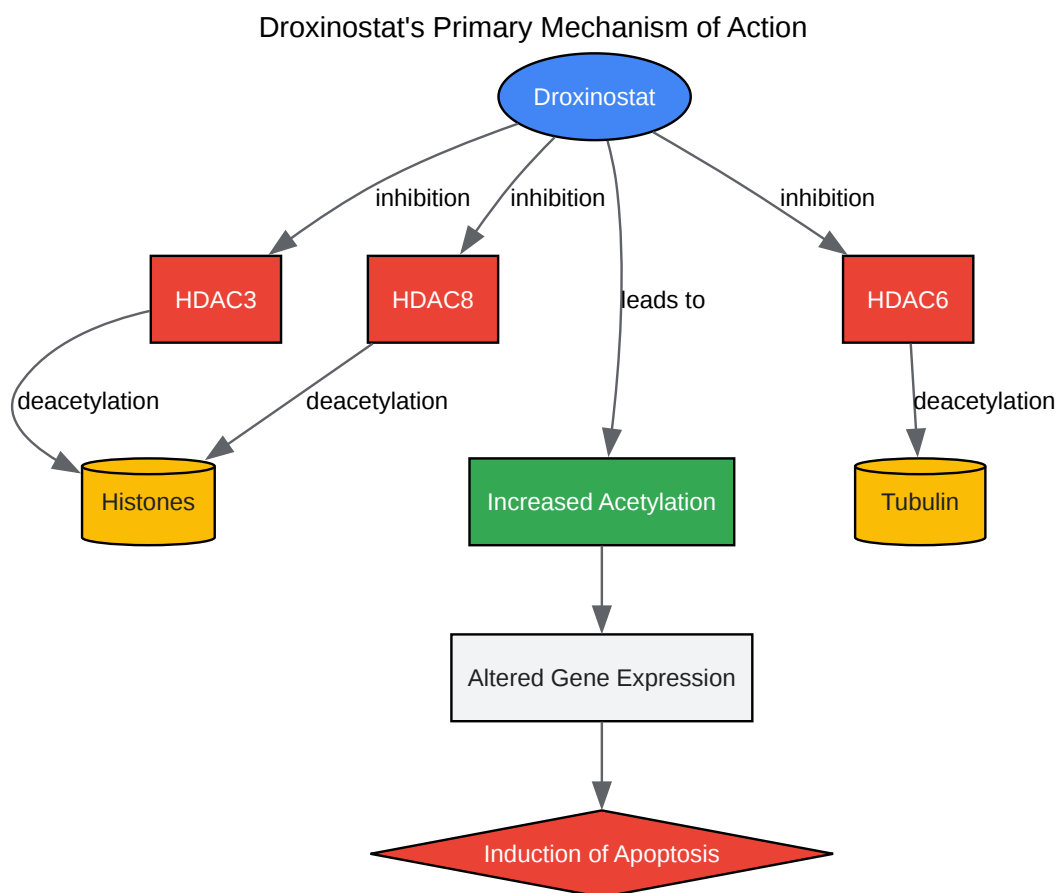 Droxinostat's Primary Mechanism of Action
Droxinostat
inhibition
inhibition
inhibition
HDAC3
HDAC8
leads to
HDAC6
deacetylation
deacetylation
deacetylation
Histones
Increased Acetylation
Tubulin
Altered Gene Expression
Induction of Apoptosis